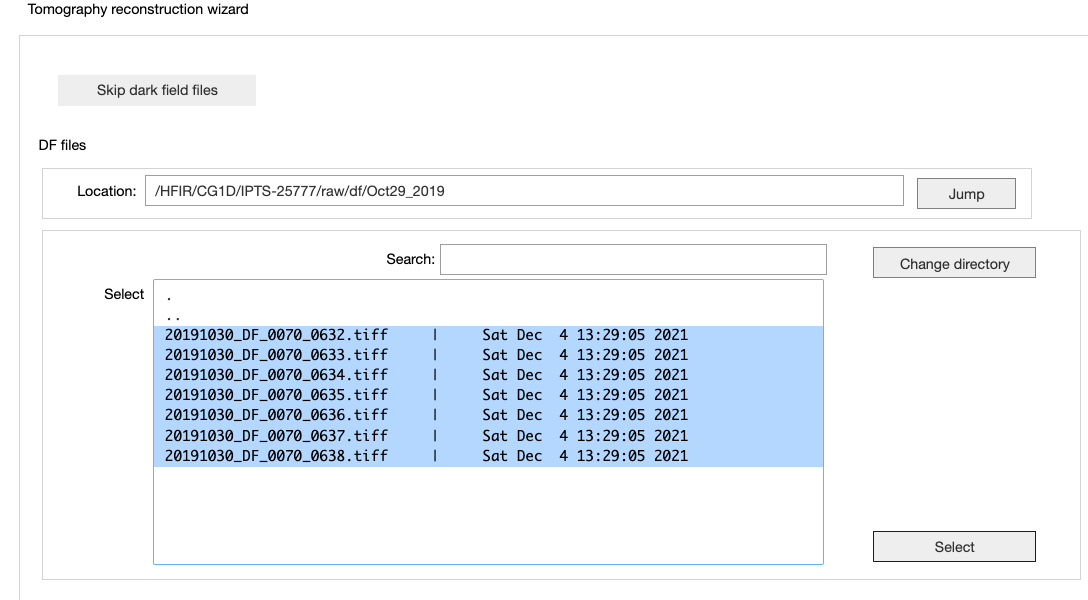 Tomography reconstruction wizard
Skip dark field files
DF files
Location: /HFIR/CG1D/IPTS-25777/raw/df/Oct29_2019 Jump
Search: Change directory
Select .
..
20191030_DF_0070_0632.tiff | Sat Dec 4 13:29:05 2021
20191030_DF_0070_0633.tiff | Sat Dec 4 13:29:05 2021
20191030_DF_0070_0634.tiff | Sat Dec 4 13:29:05 2021
20191030_DF_0070_0635.tiff | Sat Dec 4 13:29:05 2021
20191030_DF_0070_0636.tiff | Sat Dec 4 13:29:05 2021
20191030_DF_0070_0637.tiff | Sat Dec 4 13:29:05 2021
20191030_DF_0070_0638.tiff | Sat Dec 4 13:29:05 2021
Select